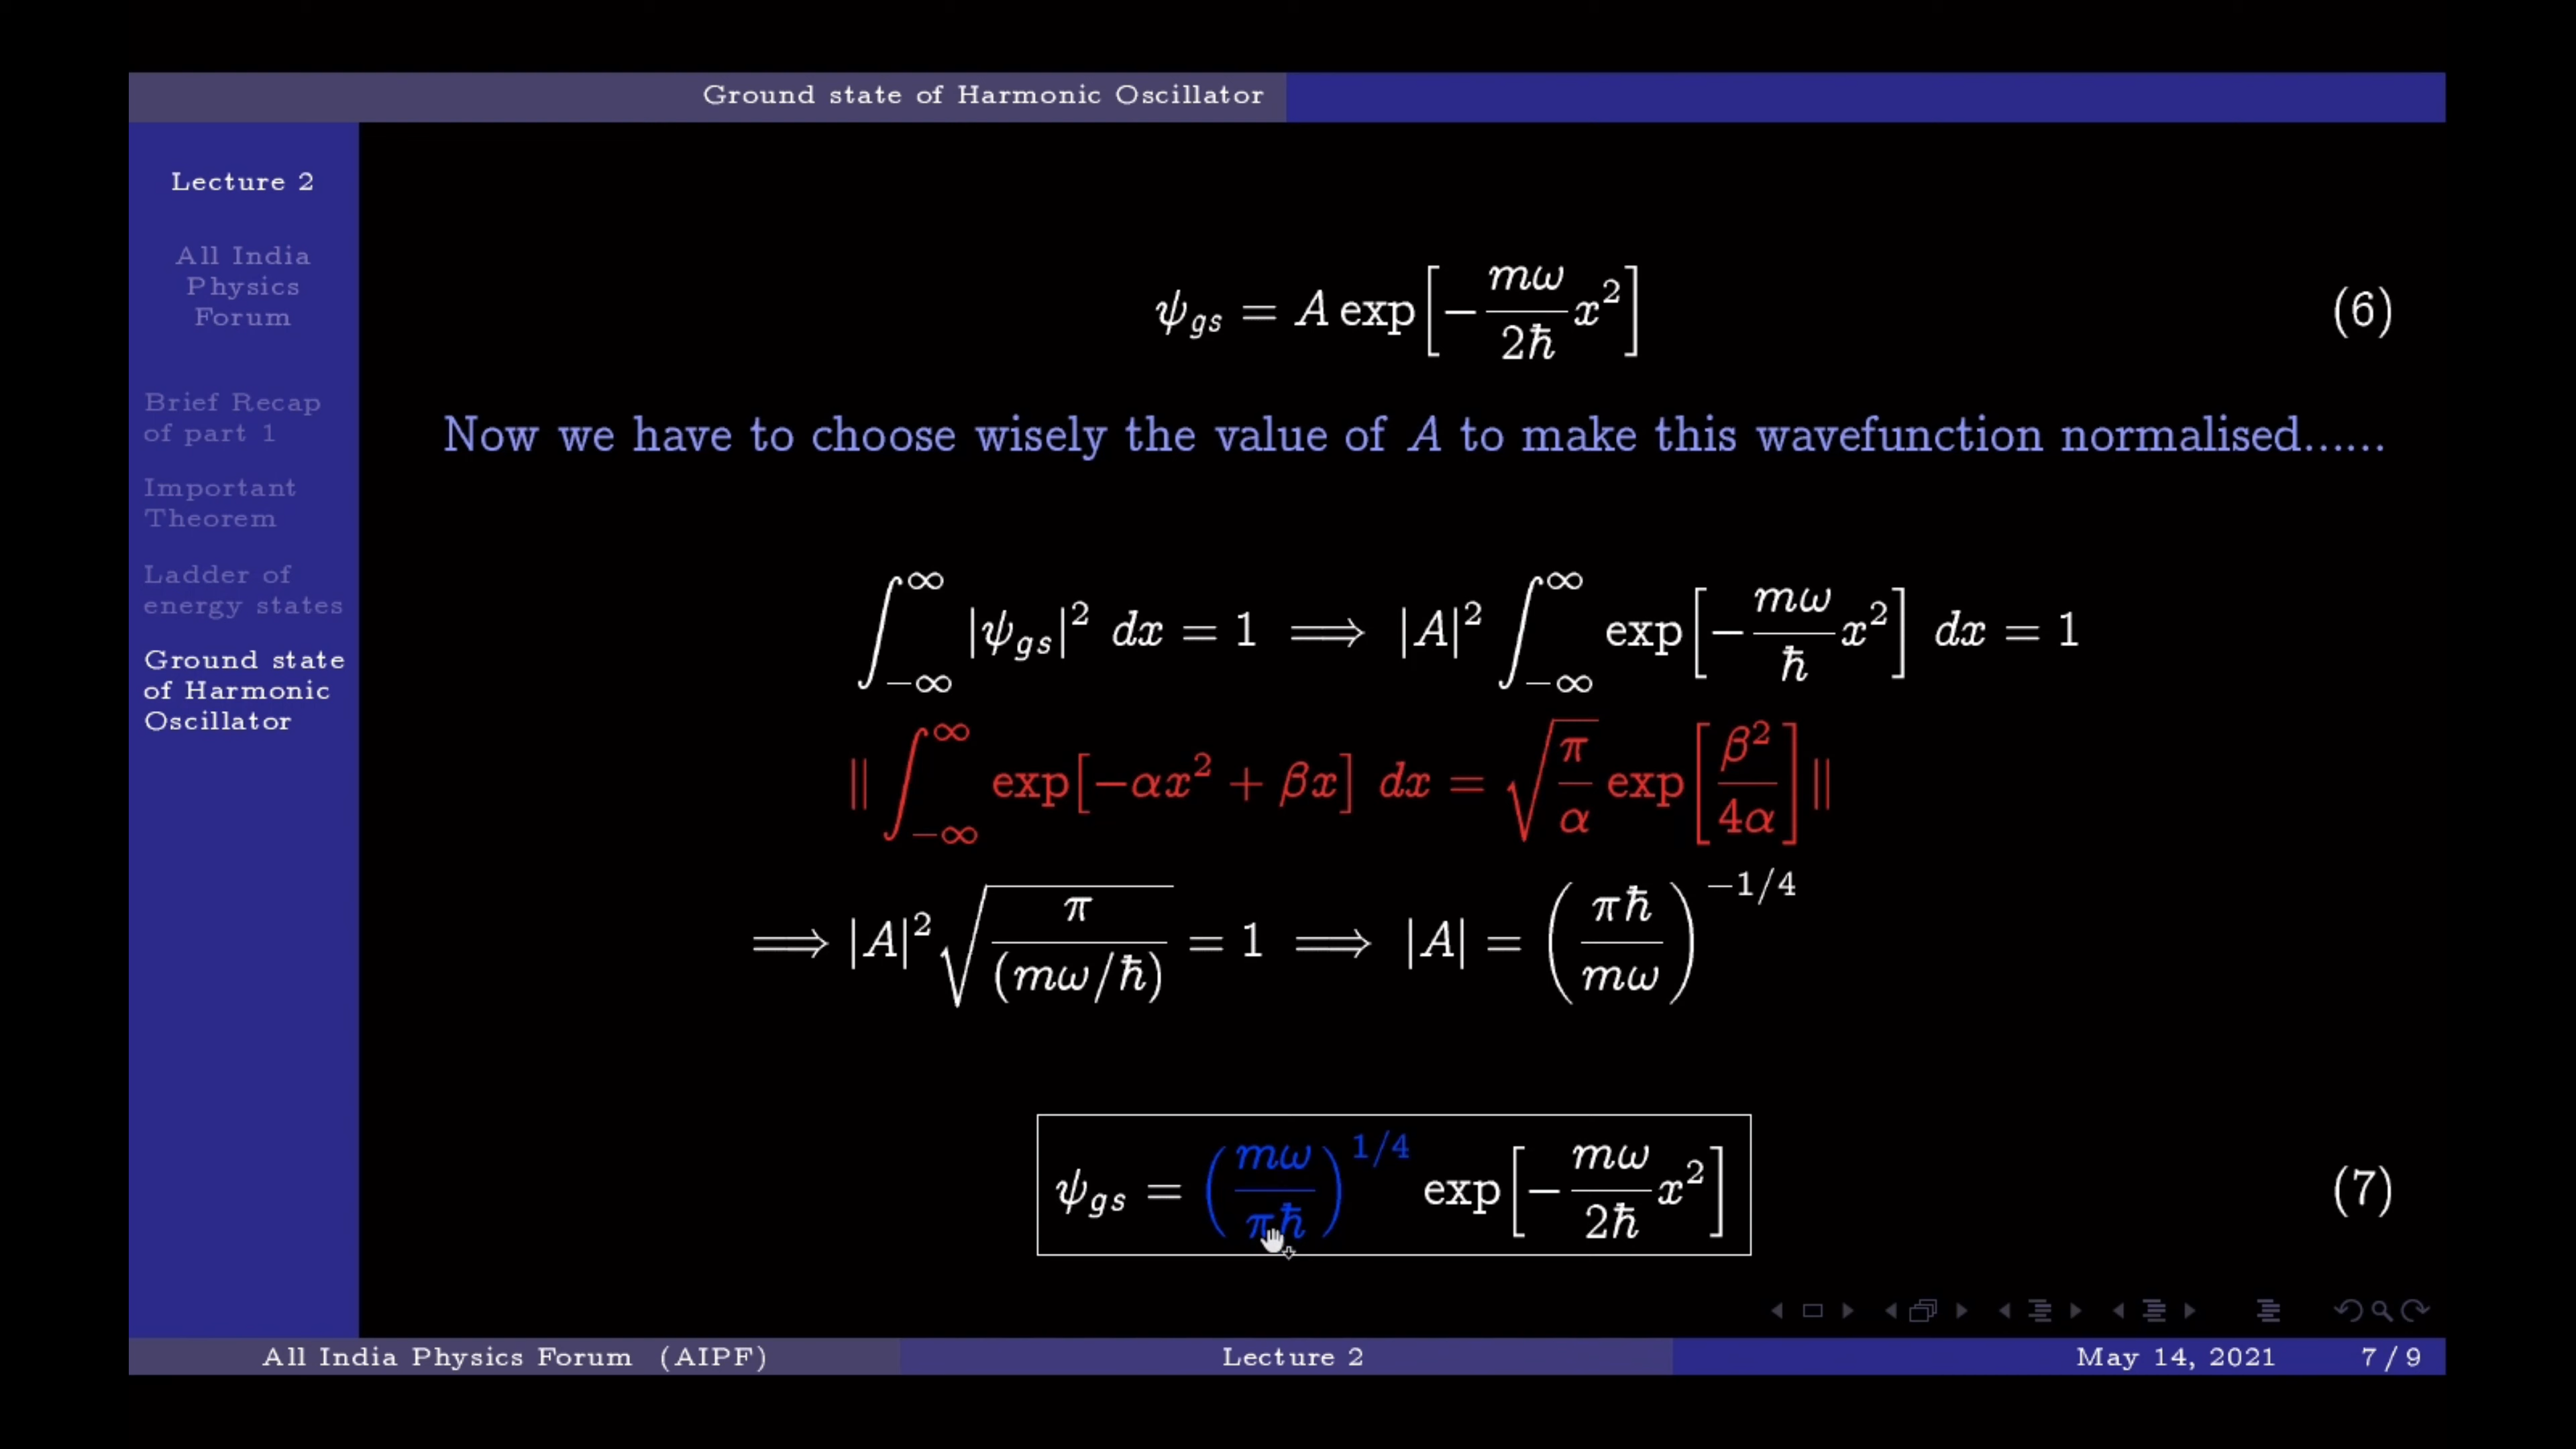 Ground state of Harmonic Oscillator
Lecture 2
All India
Physics
Forum
Brief Recap
of part 1
Important
Theorem
Ladder of
energy states
Ground state
of Harmonic
Oscillator
ψ_gs = A exp[−(mω/2ħ)x²] (6)
Now we have to choose wisely the value of A to make this wavefunction normalised......
∫_{−∞}^{∞} |ψ_gs|² dx = 1 ⟹ |A|² ∫_{−∞}^{∞} exp[−(mω/ħ)x²] dx = 1
|| ∫_{−∞}^{∞} exp[−αx² + βx] dx = √(π/α) exp[β²/4α] ||
⟹ |A|² √(π/(mω/ħ)) = 1 ⟹ |A| = (πħ/mω)^{−1/4}
ψ_gs = (mω/πħ)^{1/4} exp[−(mω/2ħ)x²] (7)
All India Physics Forum (AIPF) Lecture 2 May 14, 2021 7 / 9